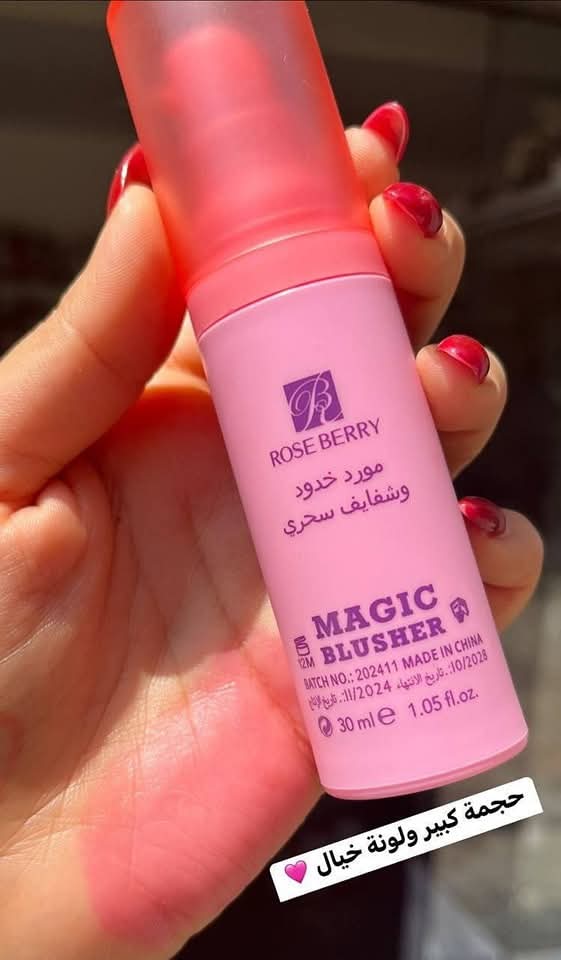 ROSE BERRY
مورد خدود
وشفايف سحري
MAGIC
BLUSHER
12M
BATCH NO.: 202411 MADE IN CHINA
تاريخ الإنتاج: 11/2024 تاريخ الانتهاء: 10/2028
30 ml e 1.05 fl.oz.
حجمة كبير ولونة خيال 🩷